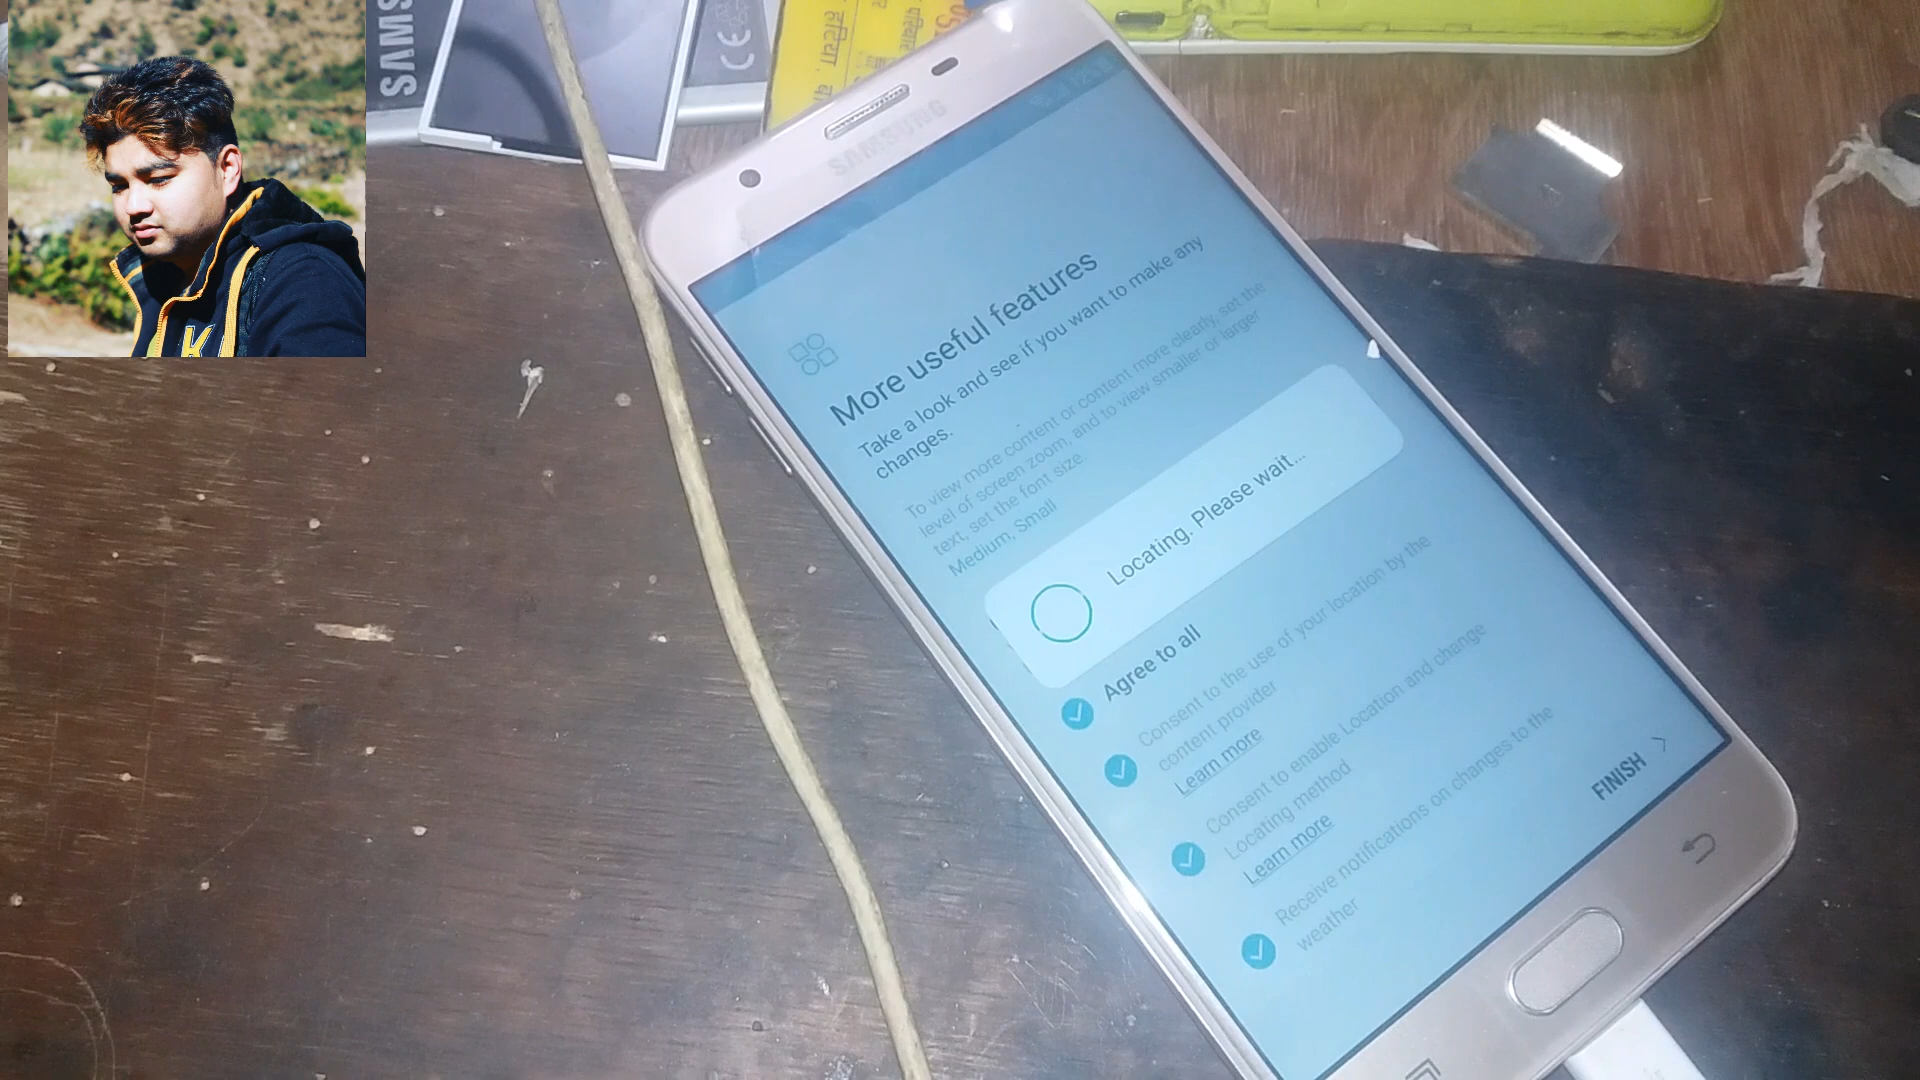 SAMS
CE
SAMSUNG
More useful features
Take a look and see if you want to make any
changes.
To view more content or content more clearly, set the
level of screen zoom, and to view smaller or larger
text, set the font size.
Medium, Small
Locating. Please wait...
Agree to all
Consent to the use of your location by the
content provider
Learn more
Consent to enable Location and change
Locating method
Learn more
Receive notifications on changes to the
weather
FINISH >